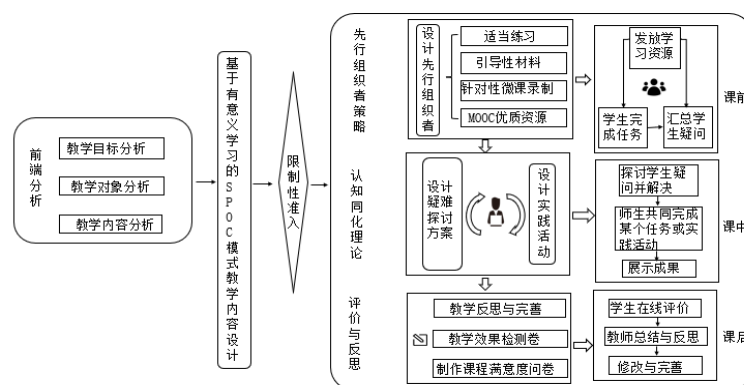 前端分析
教学目标分析
教学对象分析
教学内容分析
基于有意义学习的SPOC模式教学内容设计
限制性准入
先行组织者策略
设计先行组织者
适当练习
引导性材料
针对性微课录制
MOOC优质资源
发放学
习资源
学生完
成任务
汇总学
生疑问
课前
认知同化理论
设计
疑难
探讨
方案
设计实践活动
探讨学生疑
问并解决
师生共同完成
某个任务或实
践活动
展示成果
课中
评价与反思
教学反思与完善
教学效果检测卷
制作课程满意度问卷
学生在线评价
教师总结与反思
修改与完善
课后